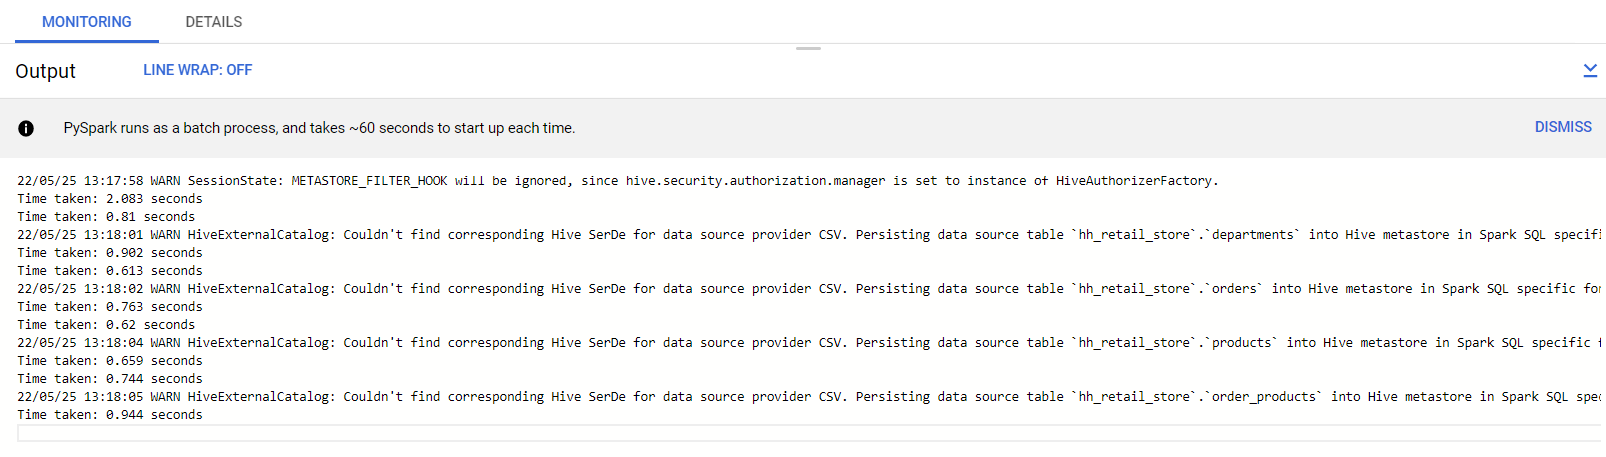 MONITORING DETAILS
Output LINE WRAP: OFF
PySpark runs as a batch process, and takes ~60 seconds to start up each time. DISMISS
22/05/25 13:17:58 WARN SessionState: METASTORE_FILTER_HOOK will be ignored, since hive.security.authorization.manager is set to instance of HiveAuthorizerFactory.
Time taken: 2.083 seconds
Time taken: 0.81 seconds
22/05/25 13:18:01 WARN HiveExternalCatalog: Couldn't find corresponding Hive SerDe for data source provider CSV. Persisting data source table `hh_retail_store`.`departments` into Hive metastore in Spark SQL specifi
Time taken: 0.902 seconds
Time taken: 0.613 seconds
22/05/25 13:18:02 WARN HiveExternalCatalog: Couldn't find corresponding Hive SerDe for data source provider CSV. Persisting data source table `hh_retail_store`.`orders` into Hive metastore in Spark SQL specific for
Time taken: 0.763 seconds
Time taken: 0.62 seconds
22/05/25 13:18:04 WARN HiveExternalCatalog: Couldn't find corresponding Hive SerDe for data source provider CSV. Persisting data source table `hh_retail_store`.`products` into Hive metastore in Spark SQL specific f
Time taken: 0.659 seconds
Time taken: 0.744 seconds
22/05/25 13:18:05 WARN HiveExternalCatalog: Couldn't find corresponding Hive SerDe for data source provider CSV. Persisting data source table `hh_retail_store`.`order_products` into Hive metastore in Spark SQL spec
Time taken: 0.944 seconds